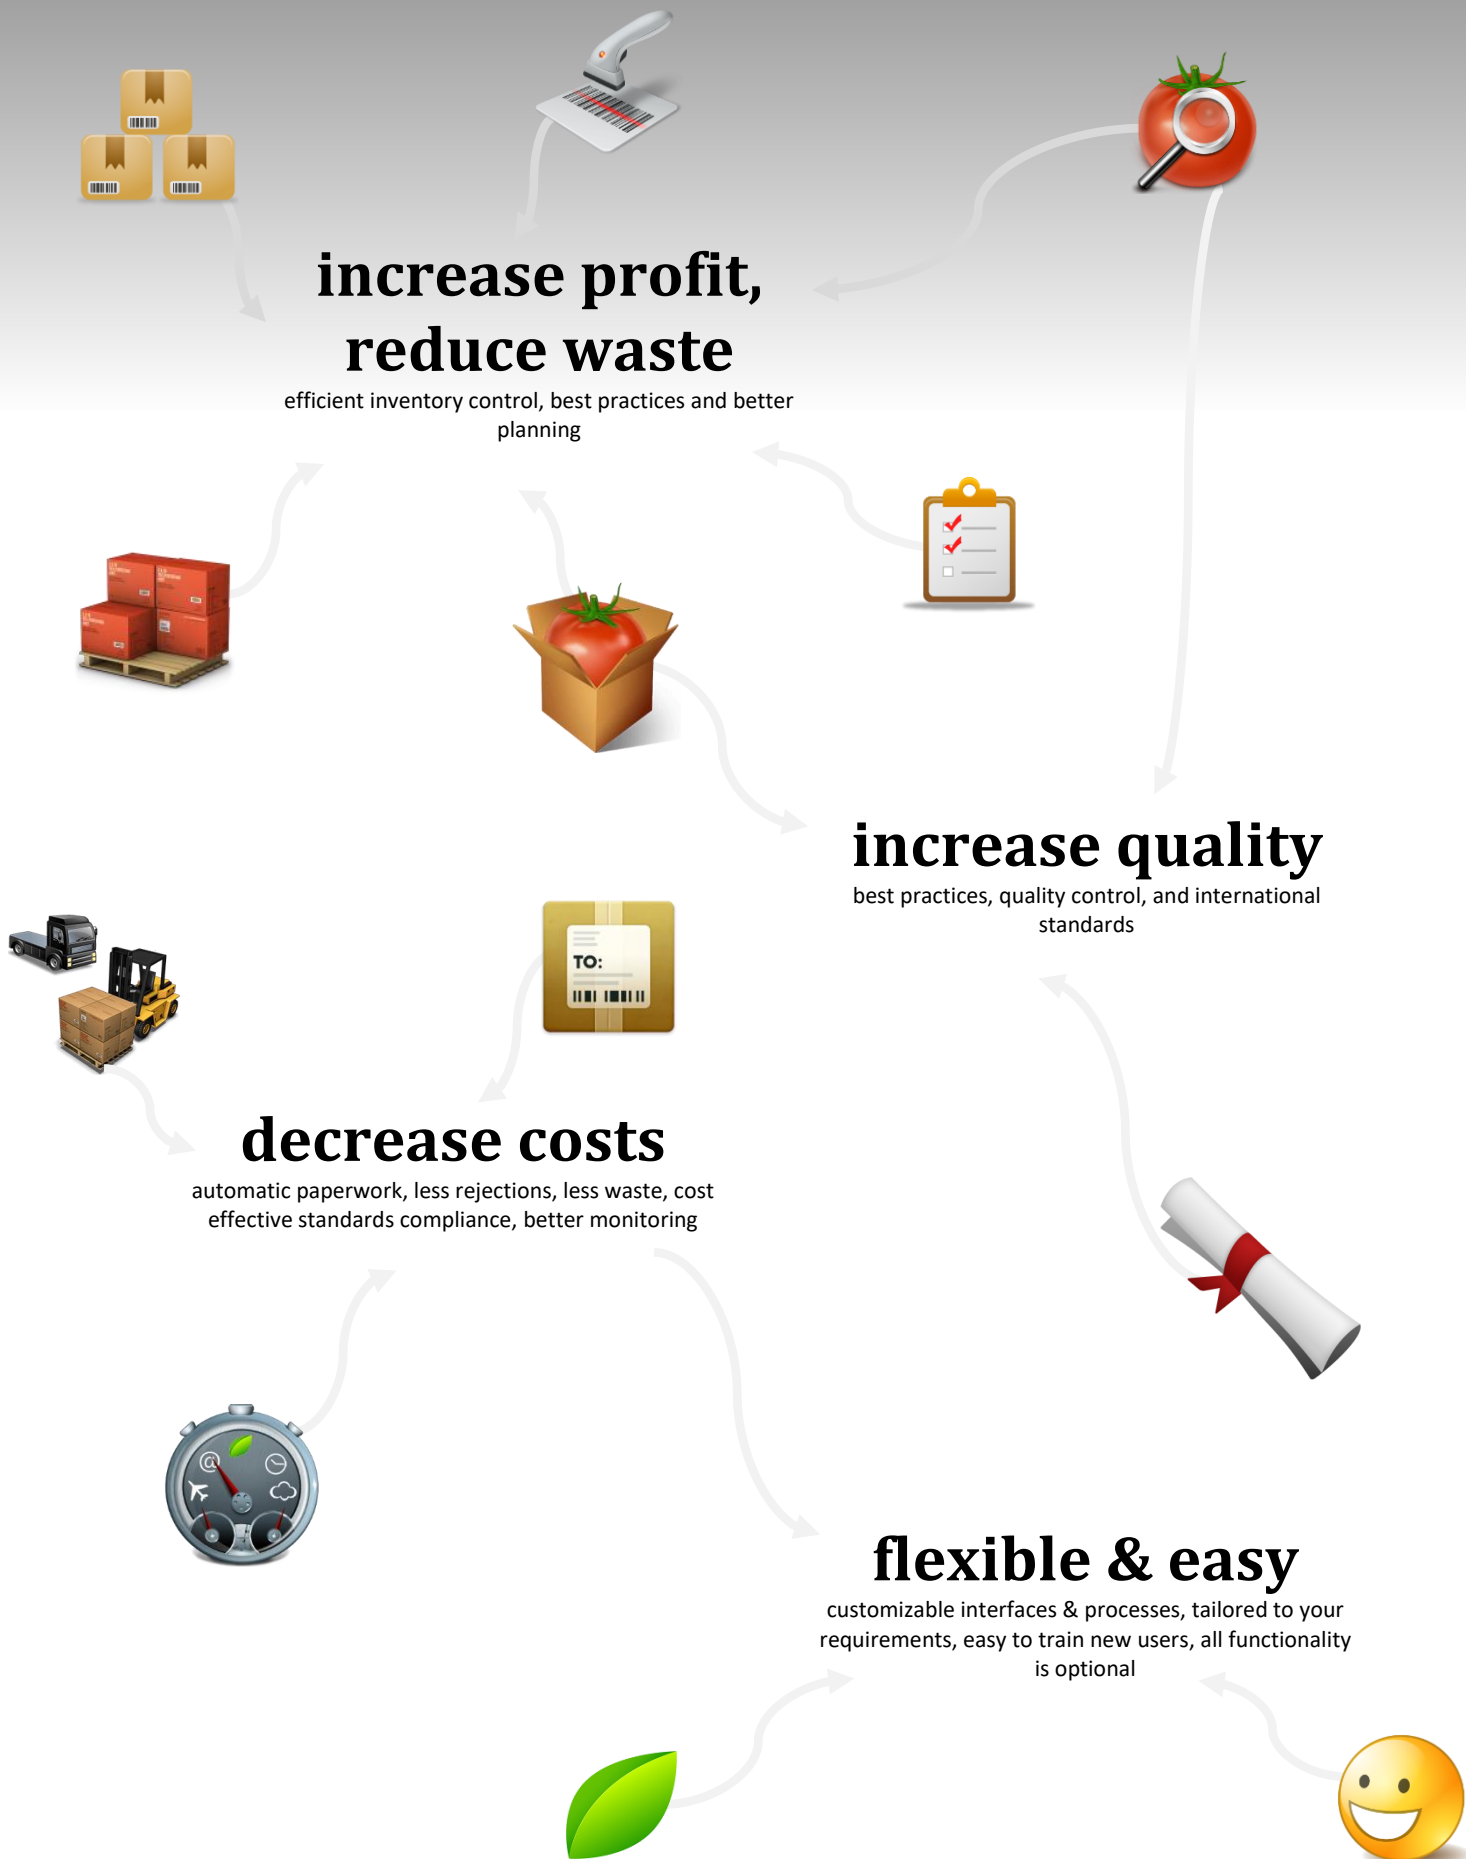 increase profit,
reduce waste
efficient inventory control, best practices and better
planning
increase quality
best practices, quality control, and international
standards
TO:
decrease costs
automatic paperwork, less rejections, less waste, cost
effective standards compliance, better monitoring
@
flexible & easy
customizable interfaces & processes, tailored to your
requirements, easy to train new users, all functionality
is optional